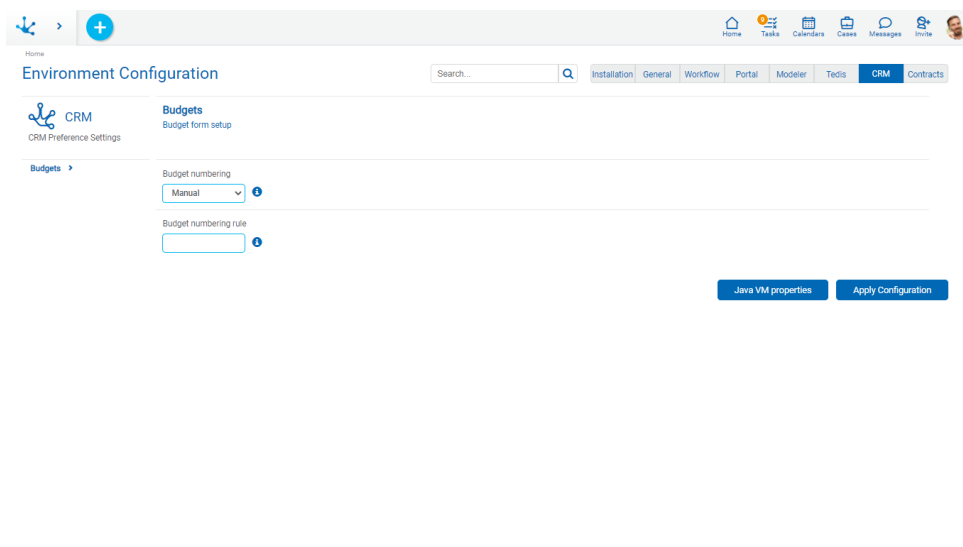 Home
Tasks
Calendars
Cases
Messages
Invite
Home
Environment Configuration
Search...
Installation
General
Workflow
Portal
Modeler
Tedis
CRM
Contracts
CRM
CRM Preference Settings
Budgets
Budgets
Budget form setup
Budget numbering
Manual
Budget numbering rule
Java VM properties
Apply Configuration